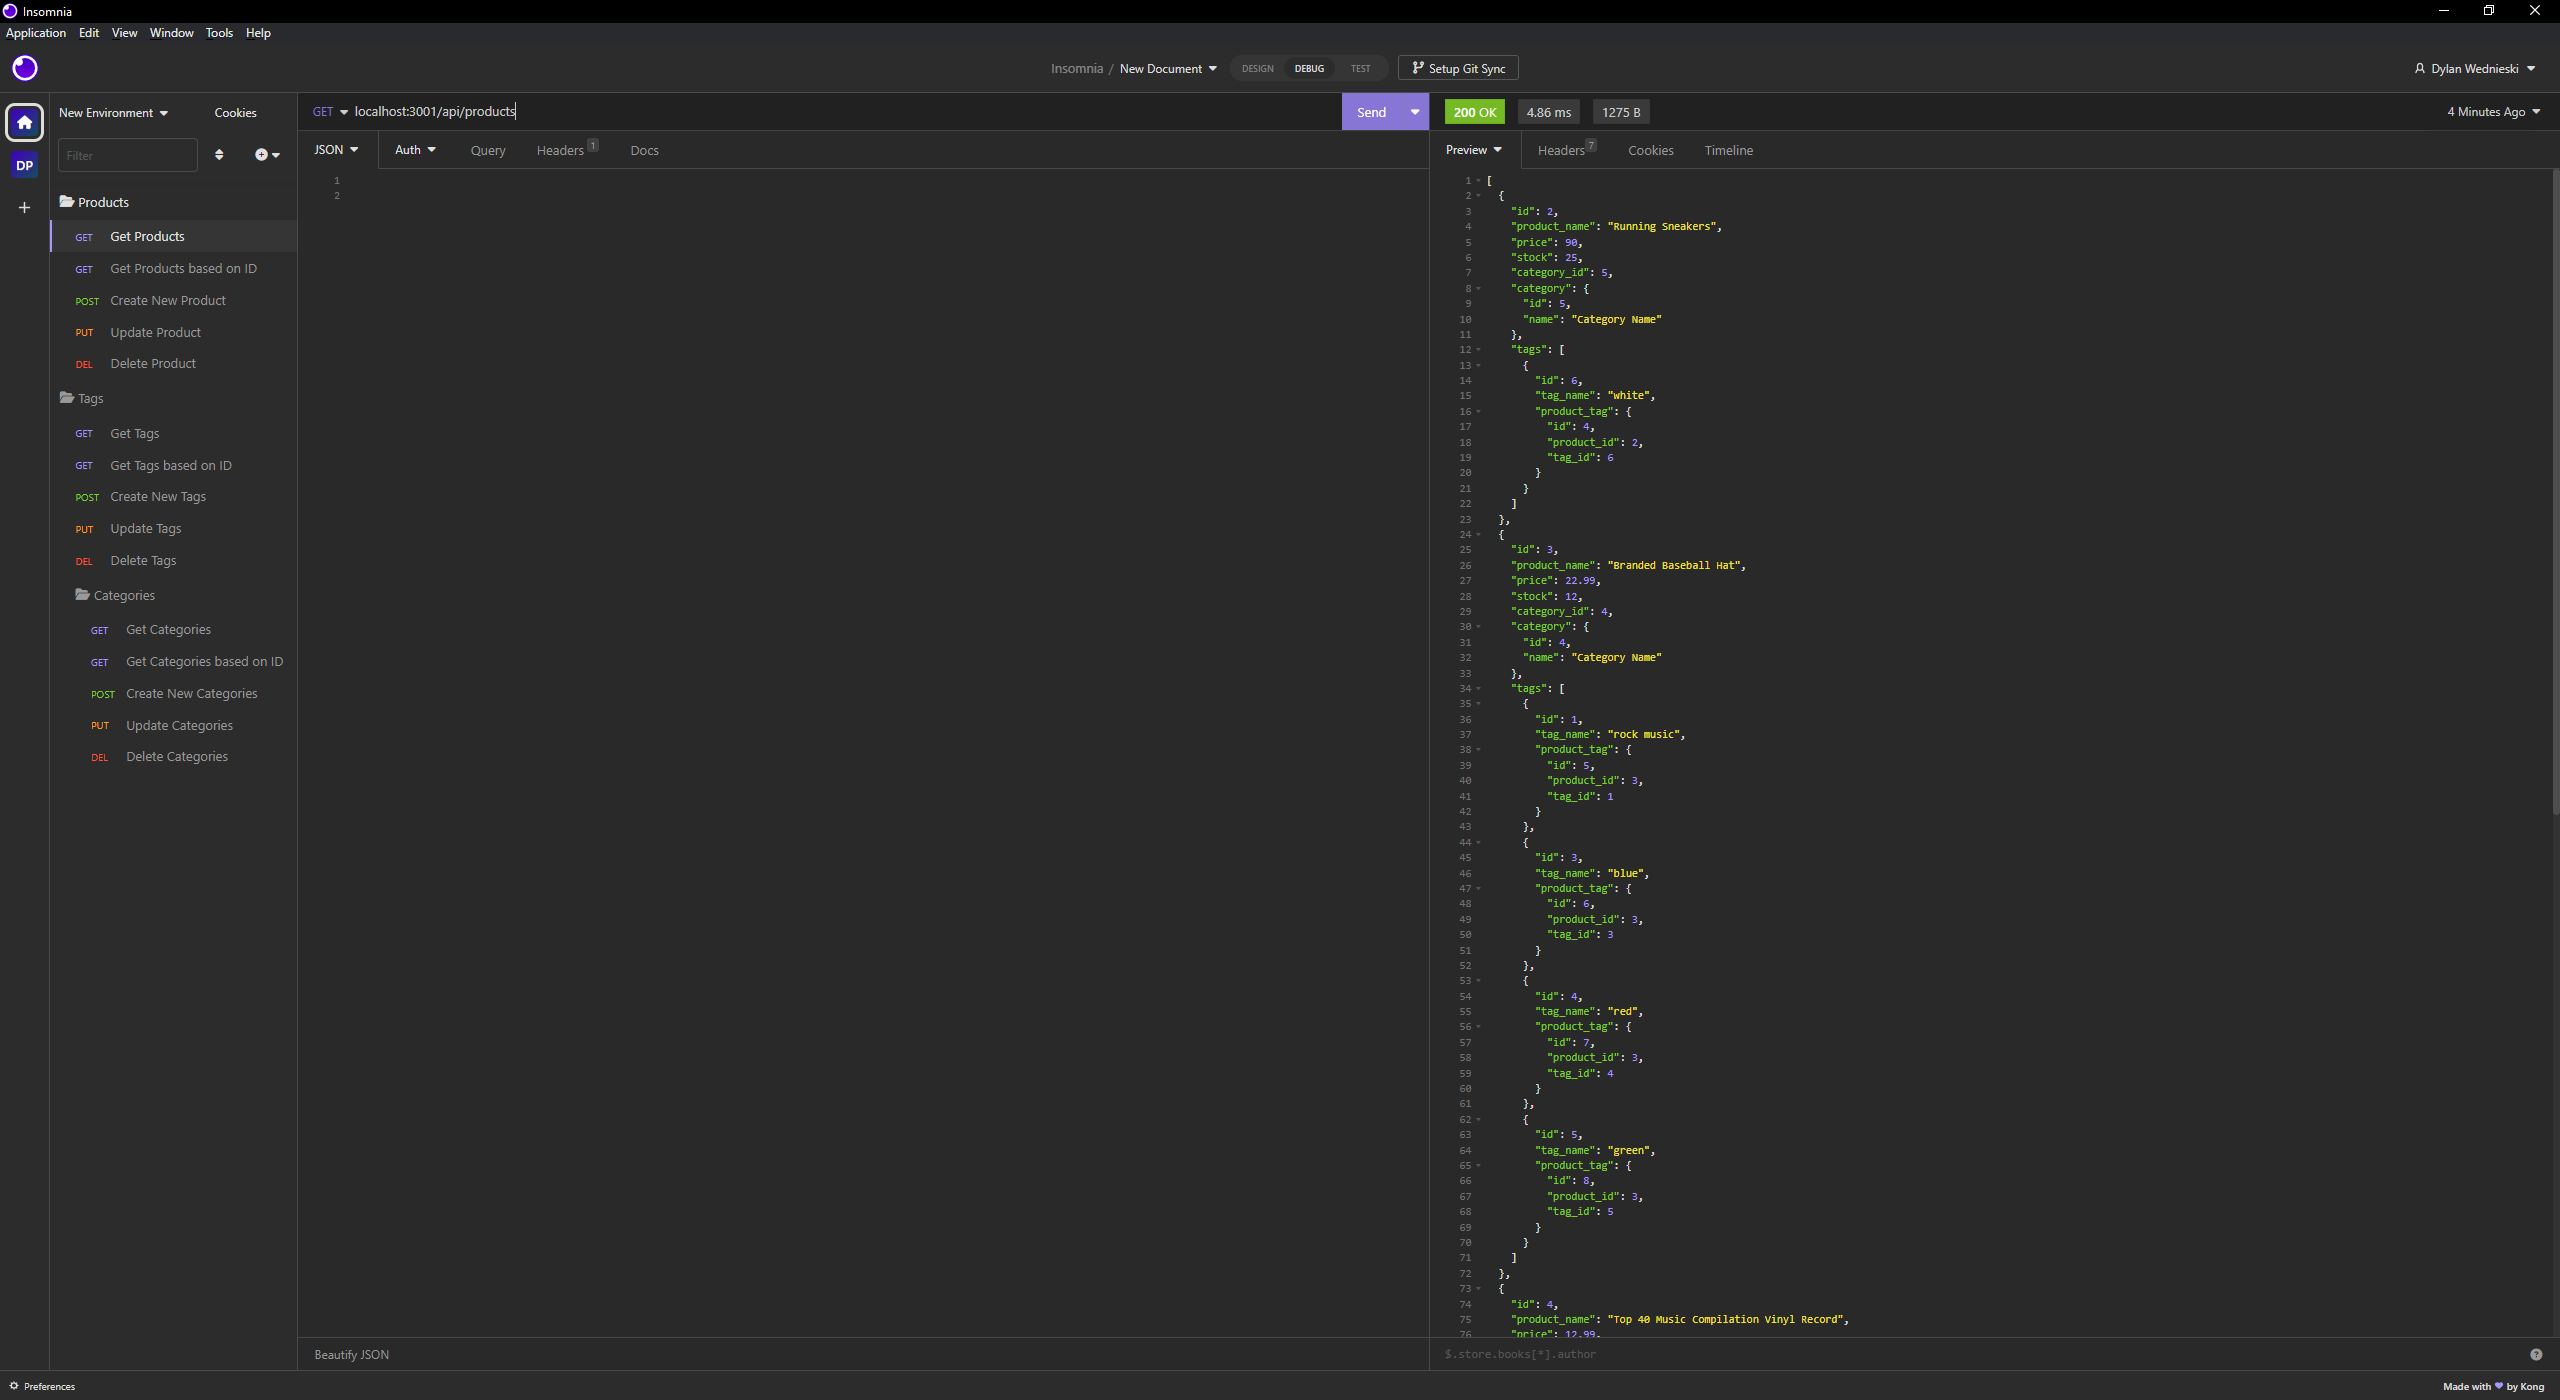 Insomnia
Application Edit View Window Tools Help
Insomnia / New Document DESIGN DEBUG TEST Setup Git Sync Dylan Wednieski
New Environment Cookies
DP
Filter
Products
GET Get Products
GET Get Products based on ID
POST Create New Product
PUT Update Product
DEL Delete Product
Tags
GET Get Tags
GET Get Tags based on ID
POST Create New Tags
PUT Update Tags
DEL Delete Tags
Categories
GET Get Categories
GET Get Categories based on ID
POST Create New Categories
PUT Update Categories
DEL Delete Categories
GET localhost:3001/api/products Send
JSON Auth Query Headers 1 Docs
1
2
Beautify JSON
200 OK 4.86 ms 1275 B 4 Minutes Ago
Preview Headers 7 Cookies Timeline
1 [
2 {
3 "id": 2,
4 "product_name": "Running Sneakers",
5 "price": 90,
6 "stock": 25,
7 "category_id": 5,
8 "category": {
9 "id": 5,
10 "name": "Category Name"
11 },
12 "tags": [
13 {
14 "id": 6,
15 "tag_name": "white",
16 "product_tag": {
17 "id": 4,
18 "product_id": 2,
19 "tag_id": 6
20 }
21 }
22 ]
23 },
24 {
25 "id": 3,
26 "product_name": "Branded Baseball Hat",
27 "price": 22.99,
28 "stock": 12,
29 "category_id": 4,
30 "category": {
31 "id": 4,
32 "name": "Category Name"
33 },
34 "tags": [
35 {
36 "id": 1,
37 "tag_name": "rock music",
38 "product_tag": {
39 "id": 5,
40 "product_id": 3,
41 "tag_id": 1
42 }
43 },
44 {
45 "id": 3,
46 "tag_name": "blue",
47 "product_tag": {
48 "id": 6,
49 "product_id": 3,
50 "tag_id": 3
51 }
52 },
53 {
54 "id": 4,
55 "tag_name": "red",
56 "product_tag": {
57 "id": 7,
58 "product_id": 3,
59 "tag_id": 4
60 }
61 },
62 {
63 "id": 5,
64 "tag_name": "green",
65 "product_tag": {
66 "id": 8,
67 "product_id": 3,
68 "tag_id": 5
69 }
70 }
71 ]
72 },
73 {
74 "id": 4,
75 "product_name": "Top 40 Music Compilation Vinyl Record",
76 "price": 12.99,
$.store.books[*].author
Preferences
Made with ♥ by Kong